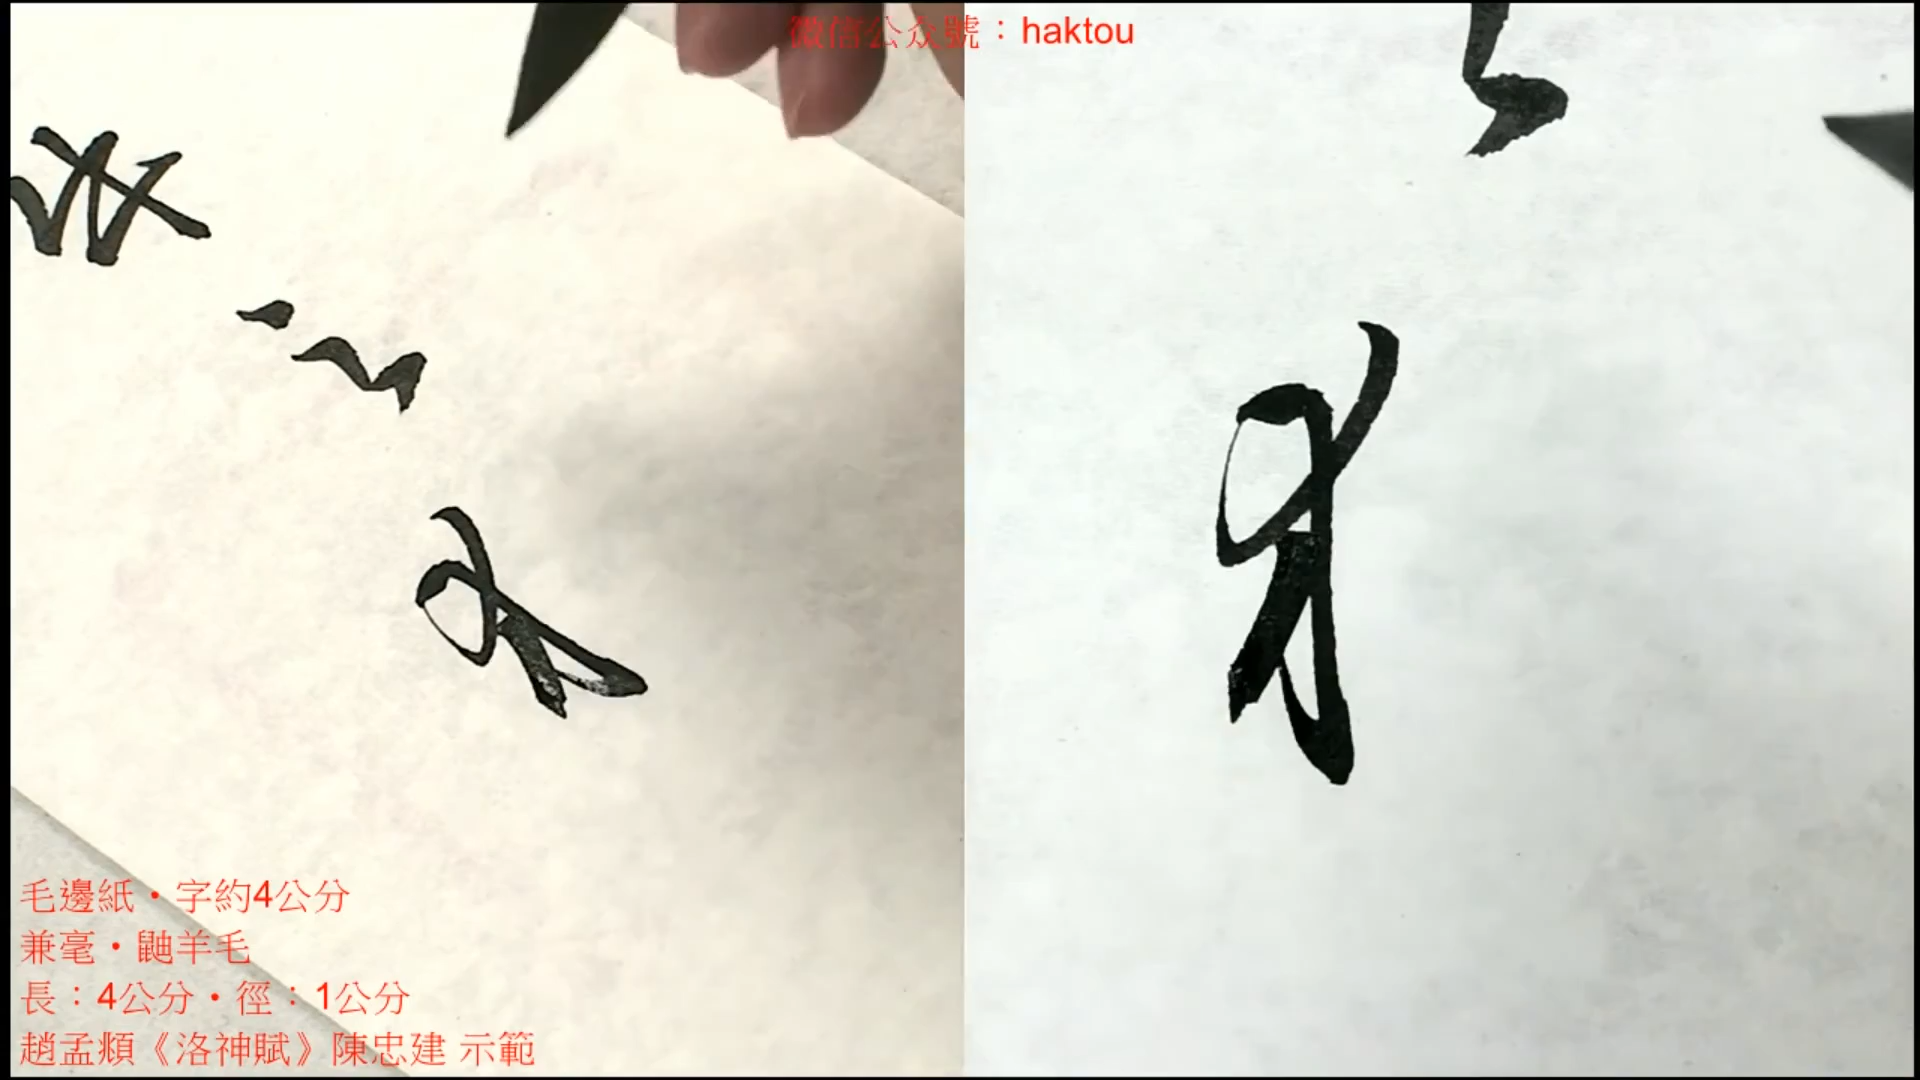 微信公众號：haktou
毛邊紙・字約4公分
兼毫・鼬羊毛
長：4公分・徑：1公分
趙孟頫《洛神賦》陳忠建 示範